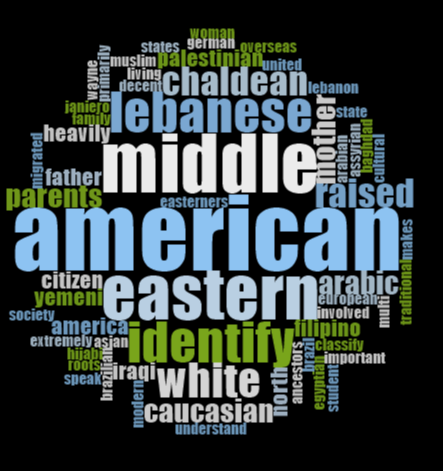 woman
states german overseas
muslim palestinian united
living
decent chaldean lebanon
wayne
primarily
janiero
family
lebanese
mother
state
arabian
assyrian
baghdad
cultural
heavily
middle
migrated
father
raised
parents
easterners
american
makes
traditional
citizen
eastern
arabic
yemeni
european
multi
society
involved
america
identify
filipino
extremely asian
brazil
classify
hijabi
roots
important
speak
brazilian
iraqi
white
north
ancestors
egyptian
student
modern
caucasian
understand